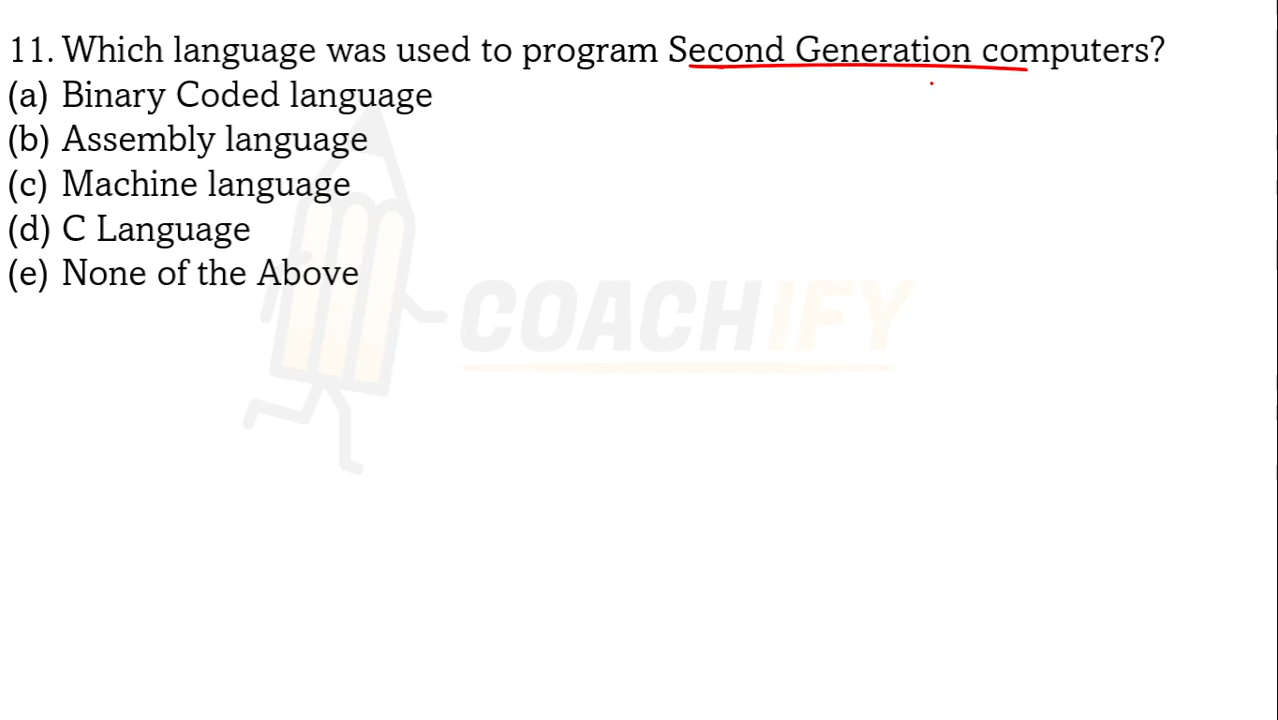 11. Which language was used to program Second Generation computers?
(a) Binary Coded language
(b) Assembly language
(c) Machine language
(d) C Language
(e) None of the Above
COACHIFY